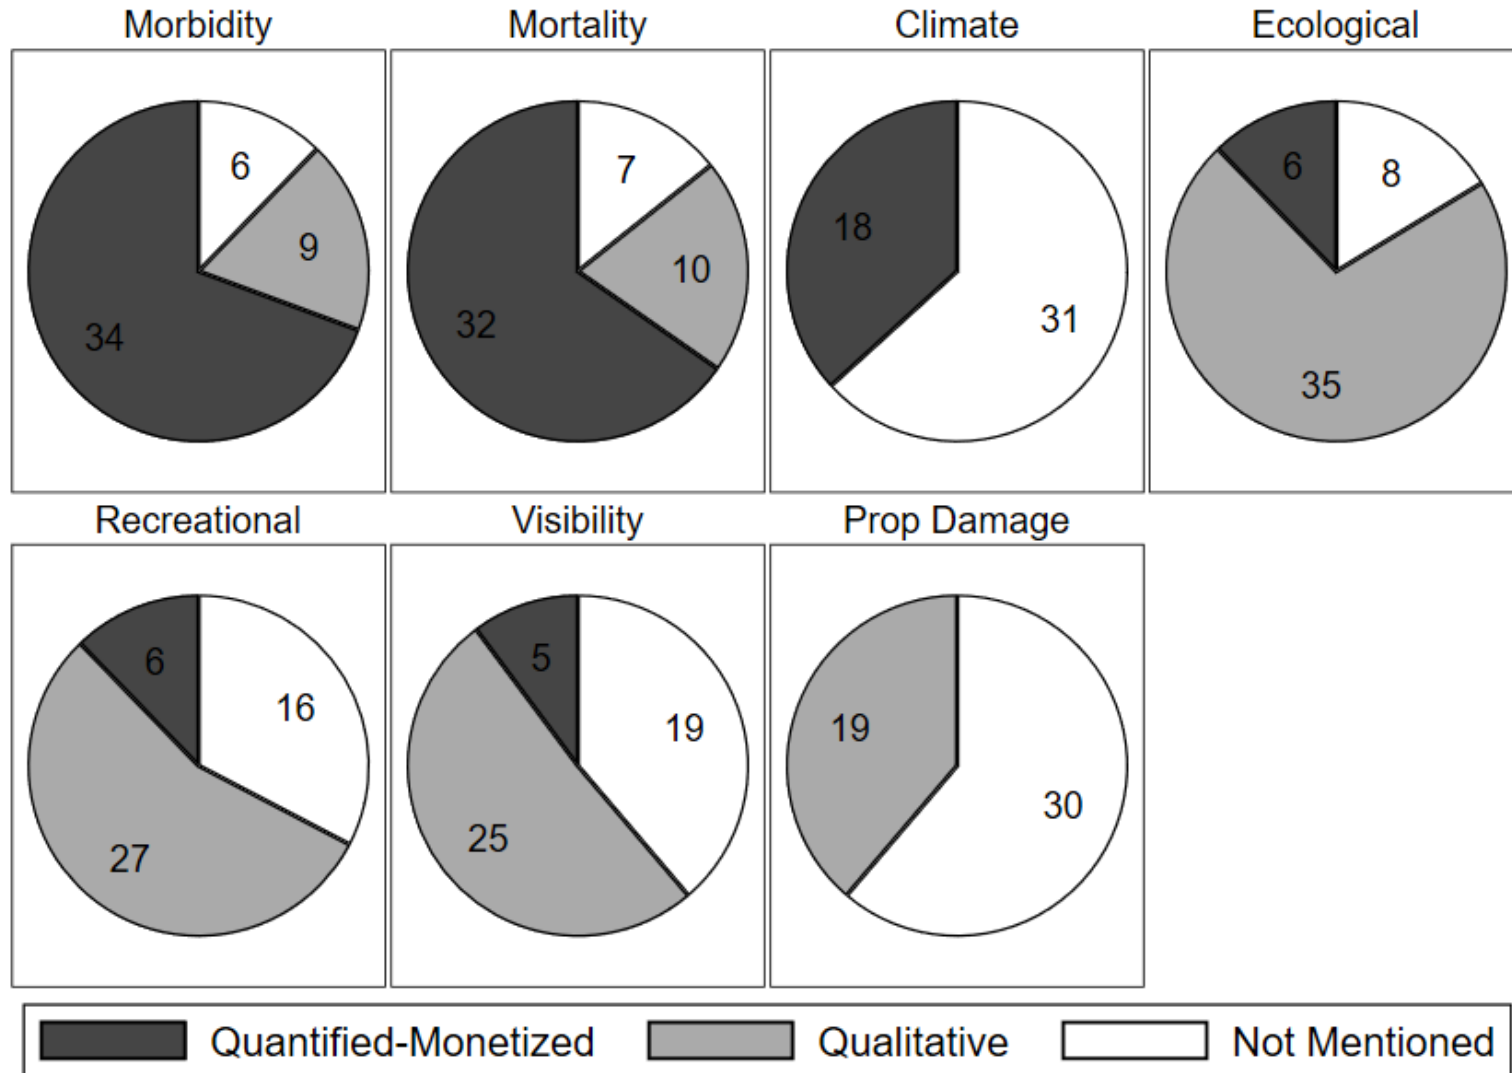 Morbidity Mortality Climate Ecological
6 7 6 8
9 10 18 31
34 32 35
Recreational Visibility Prop Damage
6 16 5 19 19 30
27 25
Quantified-Monetized Qualitative Not Mentioned